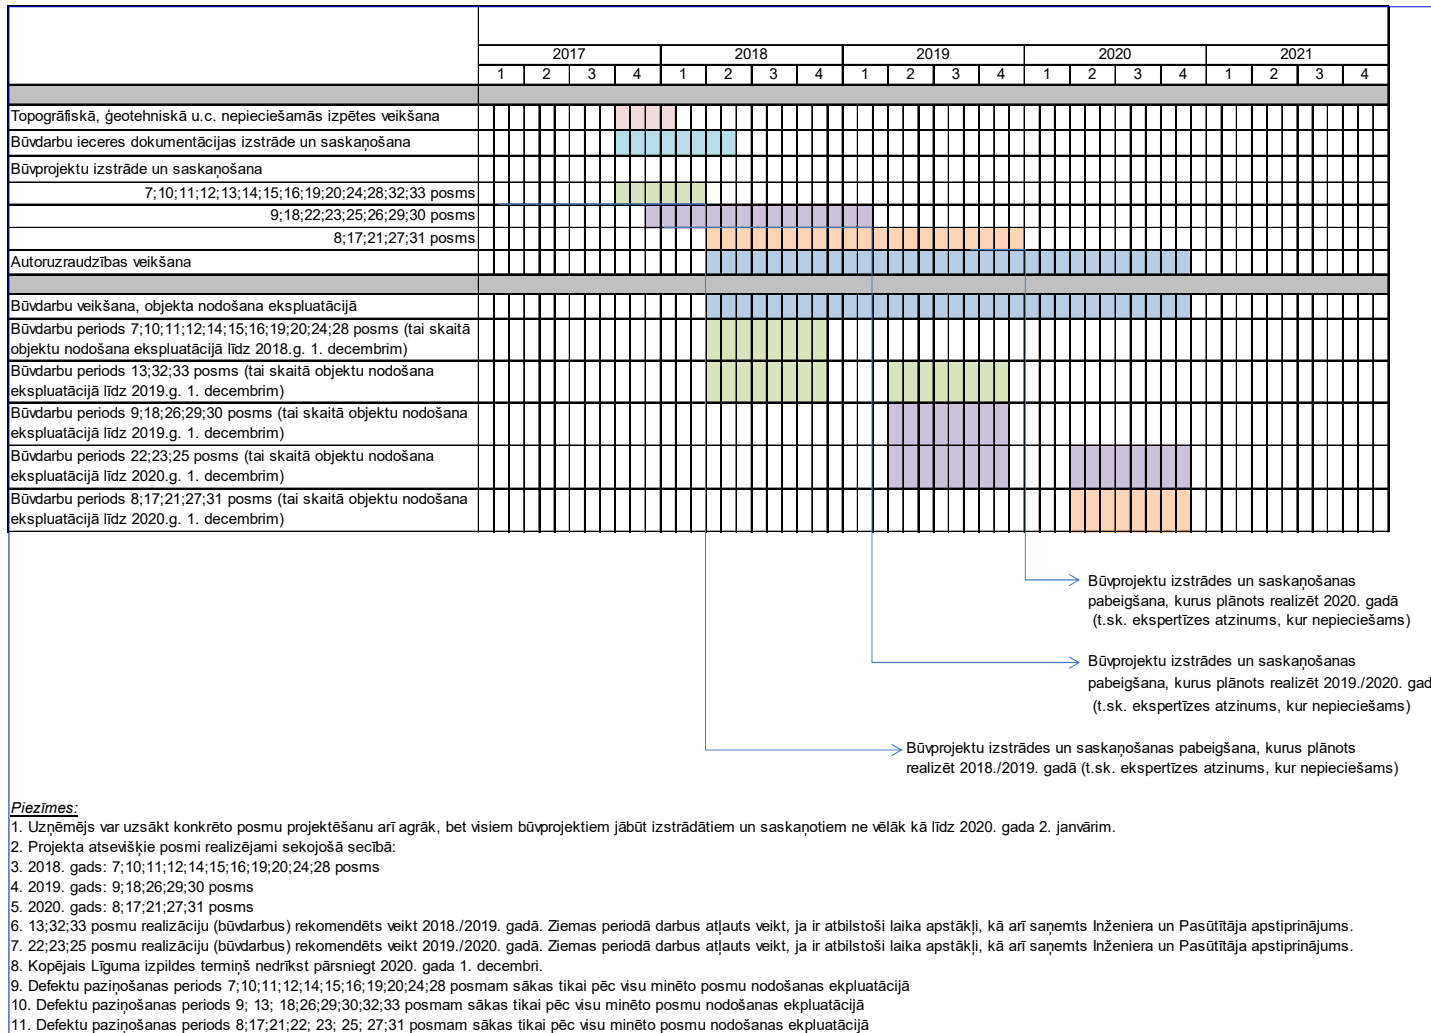 2017 2018 2019 2020 2021
1 2 3 4 1 2 3 4 1 2 3 4 1 2 3 4 1 2 3 4
Topogrāfiskā, ģeotehniskā u.c. nepieciešamās izpētes veikšana
Būvdarbu ieceres dokumentācijas izstrāde un saskaņošana
Būvprojektu izstrāde un saskaņošana
7;10;11;12;13;14;15;16;19;20;24;28;32;33 posms
9;18;22;23;25;26;29;30 posms
8;17;21;27;31 posms
Autoruzraudzības veikšana
Būvdarbu veikšana, objekta nodošana ekspluatācijā
Būvdarbu periods 7;10;11;12;14;15;16;19;20;24;28 posms (tai skaitā
objektu nodošana ekspluatācijā līdz 2018.g. 1. decembrim)
Būvdarbu periods 13;32;33 posms (tai skaitā objektu nodošana
ekspluatācijā līdz 2019.g. 1. decembrim)
Būvdarbu periods 9;18;26;29;30 posms (tai skaitā objektu nodošana
ekspluatācijā līdz 2019.g. 1. decembrim)
Būvdarbu periods 22;23;25 posms (tai skaitā objektu nodošana
ekspluatācijā līdz 2020.g. 1. decembrim)
Būvdarbu periods 8;17;21;27;31 posms (tai skaitā objektu nodošana
ekspluatācijā līdz 2020.g. 1. decembrim)
Būvprojektu izstrādes un saskaņošanas
pabeigšana, kurus plānots realizēt 2020. gadā
(t.sk. ekspertīzes atzinums, kur nepieciešams)
Būvprojektu izstrādes un saskaņošanas
pabeigšana, kurus plānots realizēt 2019./2020. gad
(t.sk. ekspertīzes atzinums, kur nepieciešams)
Būvprojektu izstrādes un saskaņošanas pabeigšana, kurus plānots
realizēt 2018./2019. gadā (t.sk. ekspertīzes atzinums, kur nepieciešams)
Piezīmes:
1. Uzņēmējs var uzsākt konkrēto posmu projektēšanu arī agrāk, bet visiem būvprojektiem jābūt izstrādātiem un saskaņotiem ne vēlāk kā līdz 2020. gada 2. janvārim.
2. Projekta atsevišķie posmi realizējami sekojošā secībā:
3. 2018. gads: 7;10;11;12;14;15;16;19;20;24;28 posms
4. 2019. gads: 9;18;26;29;30 posms
5. 2020. gads: 8;17;21;27;31 posms
6. 13;32;33 posmu realizāciju (būvdarbus) rekomendēts veikt 2018./2019. gadā. Ziemas periodā darbus atļauts veikt, ja ir atbilstoši laika apstākļi, kā arī saņemts Inženiera un Pasūtītāja apstiprinājums.
7. 22;23;25 posmu realizāciju (būvdarbus) rekomendēts veikt 2019./2020. gadā. Ziemas periodā darbus atļauts veikt, ja ir atbilstoši laika apstākļi, kā arī saņemts Inženiera un Pasūtītāja apstiprinājums.
8. Kopējais Līguma izpildes termiņš nedrīkst pārsniegt 2020. gada 1. decembri.
9. Defektu paziņošanas periods 7;10;11;12;14;15;16;19;20;24;28 posmam sākas tikai pēc visu minēto posmu nodošanas ekpluatācijā
10. Defektu paziņošanas periods 9; 13; 18;26;29;30;32;33 posmam sākas tikai pēc visu minēto posmu nodošanas ekpluatācijā
11. Defektu paziņošanas periods 8;17;21;22; 23; 25; 27;31 posmam sākas tikai pēc visu minēto posmu nodošanas ekpluatācijā